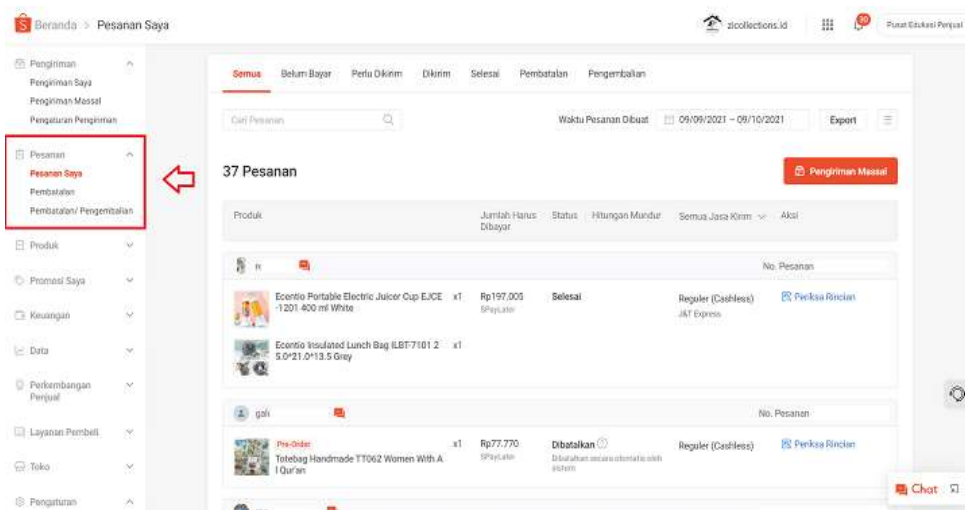 Beranda > Pesanan Saya
zicollections.id
Pusat Edukasi Penjual
Pengiriman
Pengiriman Saya
Pengiriman Massal
Pengaturan Pengiriman
Pesanan
Pesanan Saya
Pembatalan
Pembatalan/ Pengembalian
Produk
Promosi Saya
Keuangan
Data
Perkembangan
Penjual
Layanan Pembeli
Toko
Pengaturan
Semua Belum Bayar Perlu Dikirim Dikirim Selesai Pembatalan Pengembalian
Cari Pesanan
Waktu Pesanan Dibuat 09/09/2021 – 09/10/2021 Export
37 Pesanan
Pengiriman Massal
Produk Jumlah Harus Dibayar Status Hitungan Mundur Semua Jasa Kirim Aksi
No. Pesanan
Ecentio Portable Electric Juicer Cup EJCE x1 Rp197.005 Selesai Reguler (Cashless) Periksa Rincian
-1201 400 ml White SPayLater J&T Express
Ecentio Insulated Lunch Bag ILBT-7101 2 x1
5.0*21.0*13.5 Grey
gali No. Pesanan
Pre-Order x1 Rp77.770 Dibatalkan Reguler (Cashless) Periksa Rincian
Totebag Handmade TT062 Women With A SPayLater Dibatalkan secara otomatis oleh
l Qur'an sistem
Chat